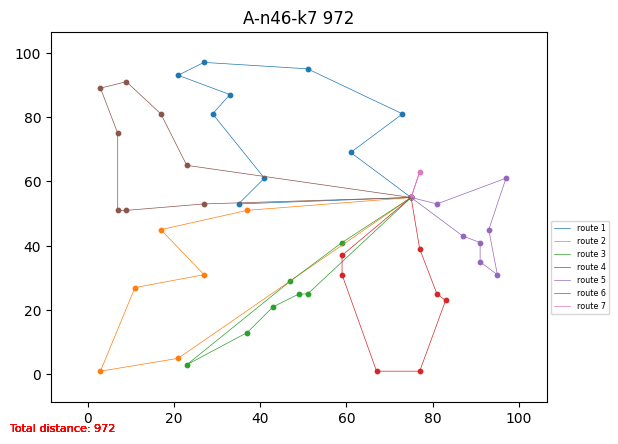 A-n46-k7 972
100
80
60
40
20
0
0 20 40 60 80 100
route 1
route 2
route 3
route 4
route 5
route 6
route 7
Total distance: 972